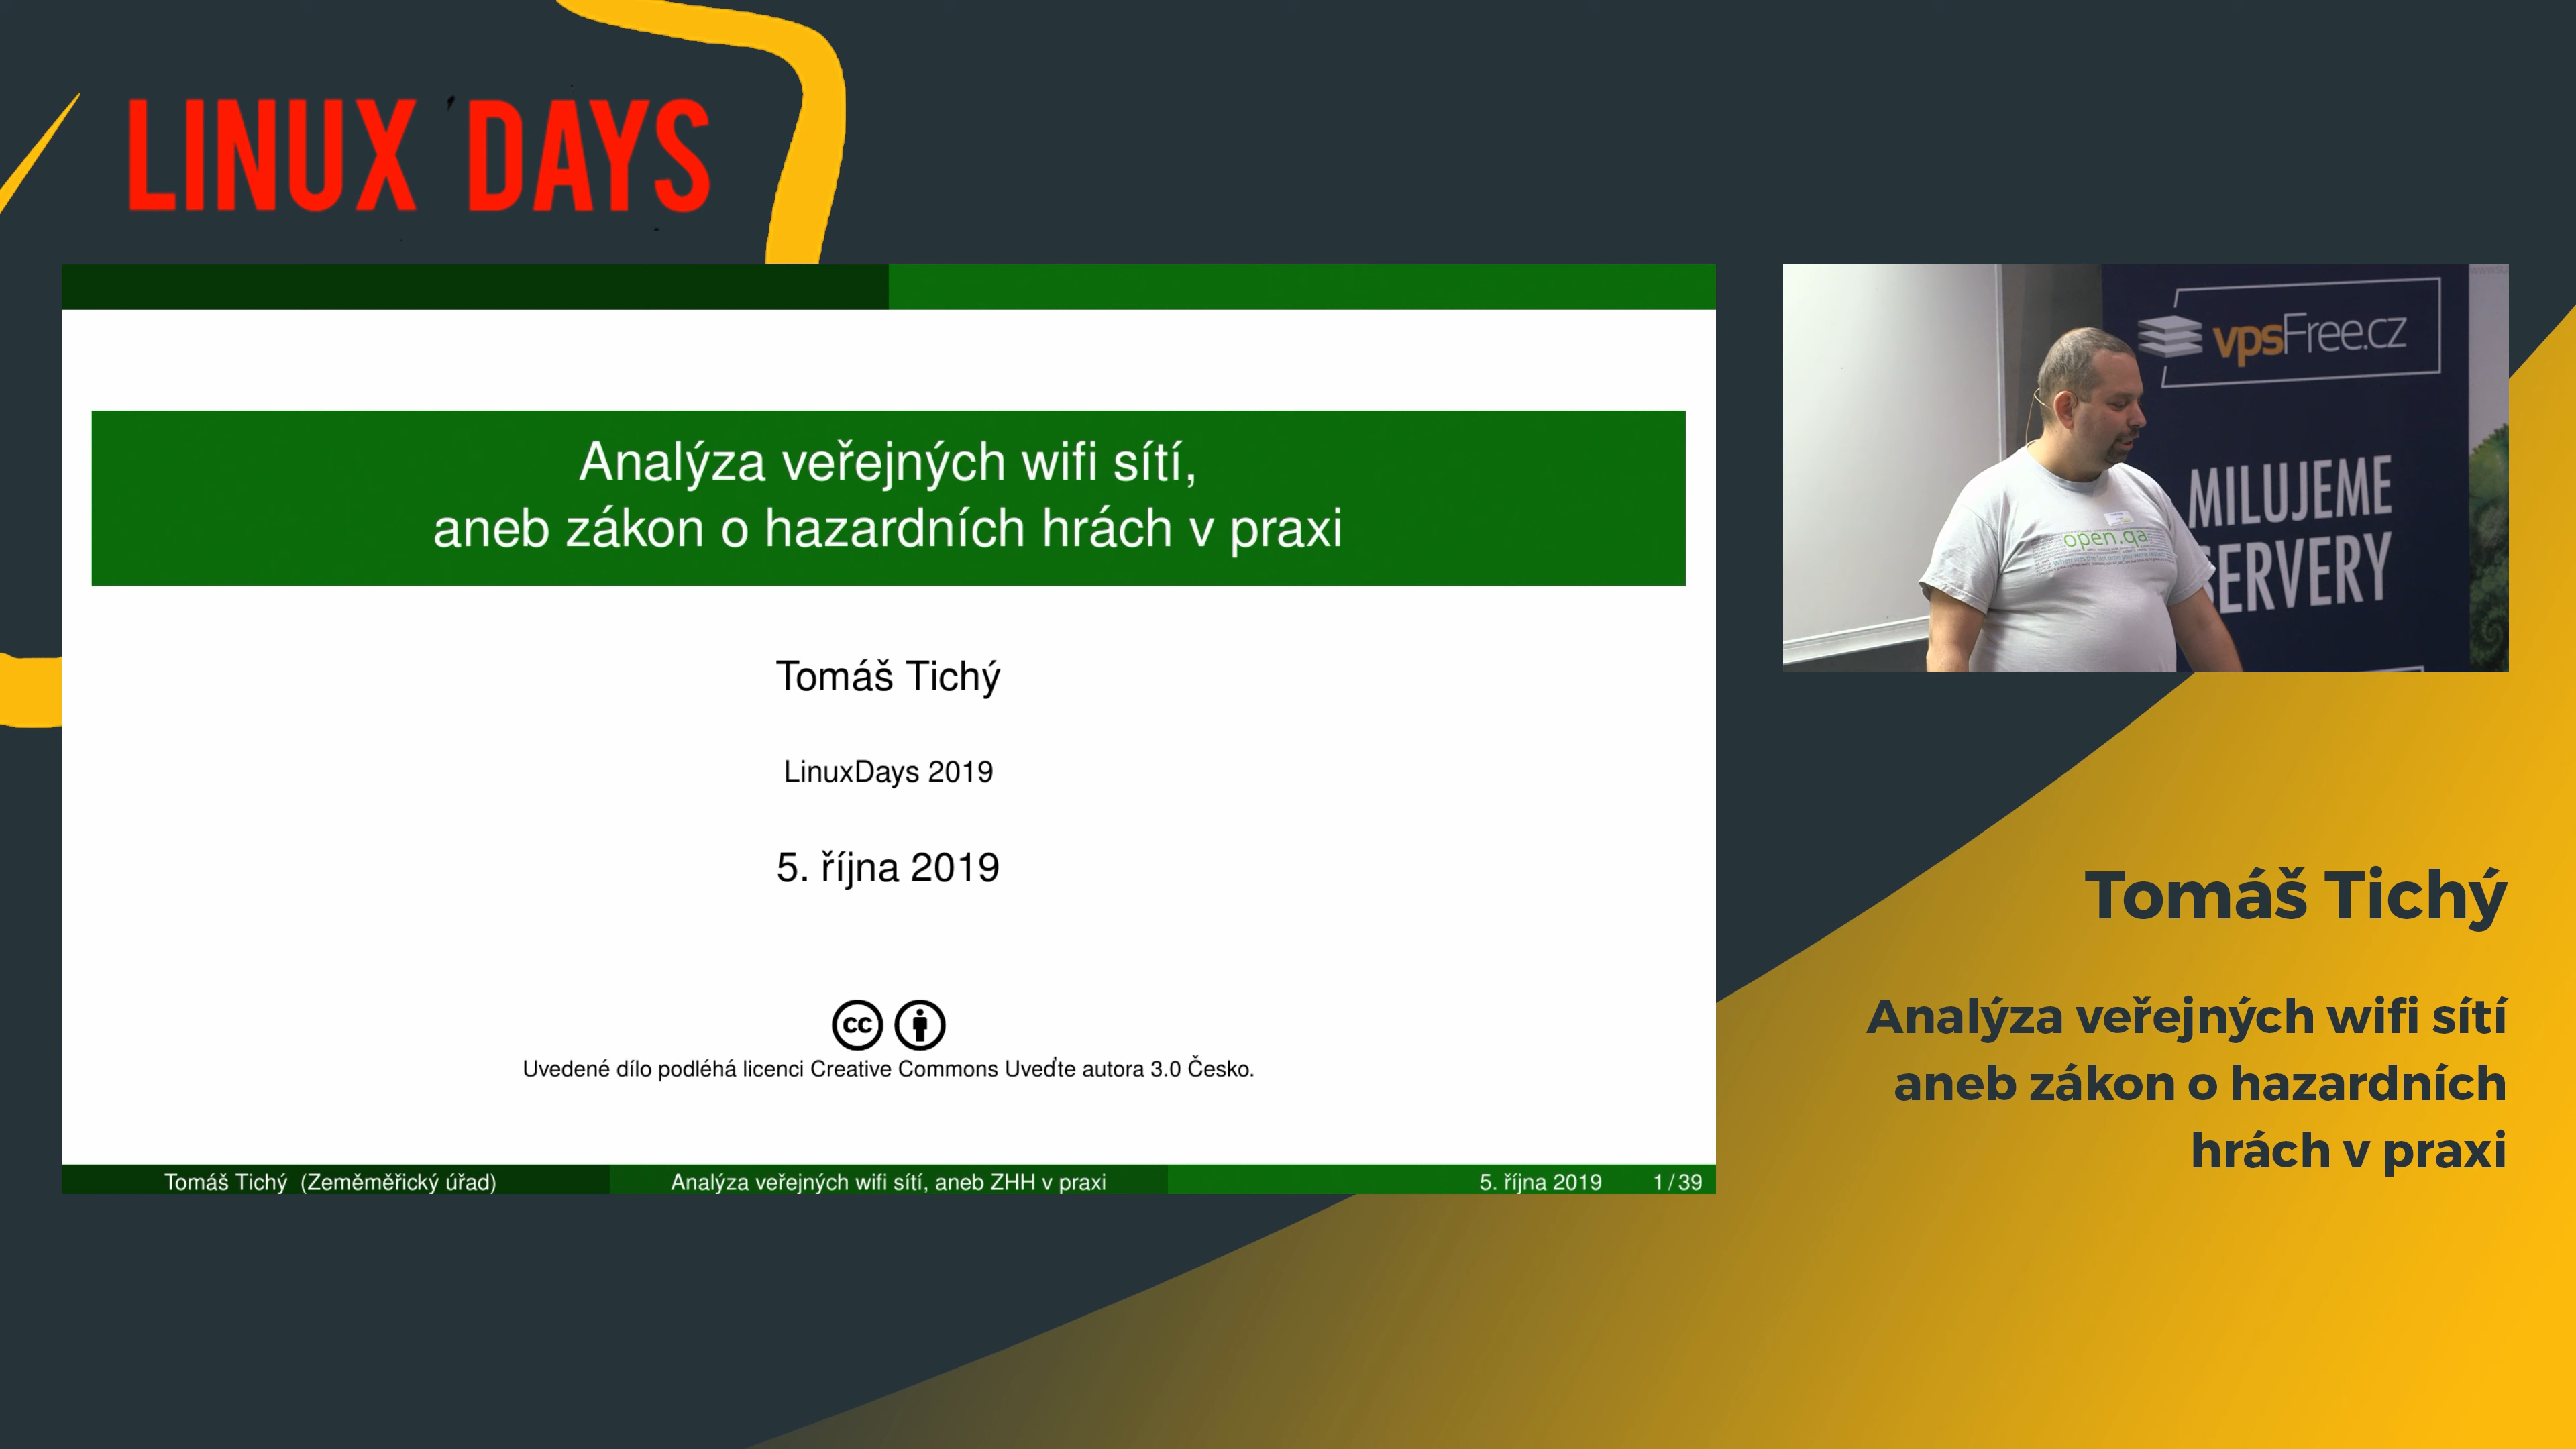 LINUX DAYS
Analýza veřejných wifi sítí,
aneb zákon o hazardních hrách v praxi
Tomáš Tichý
LinuxDays 2019
5. října 2019
cc
Uvedené dílo podléhá licenci Creative Commons Uveďte autora 3.0 Česko.
Tomáš Tichý (Zeměměřický úřad)
Analýza veřejných wifi sítí, aneb ZHH v praxi
5. října 2019
1 / 39
vpsFree.cz
MILUJEME
SERVERY
open.qa
Tomáš Tichý
Analýza veřejných wifi sítí
aneb zákon o hazardních
hrách v praxi